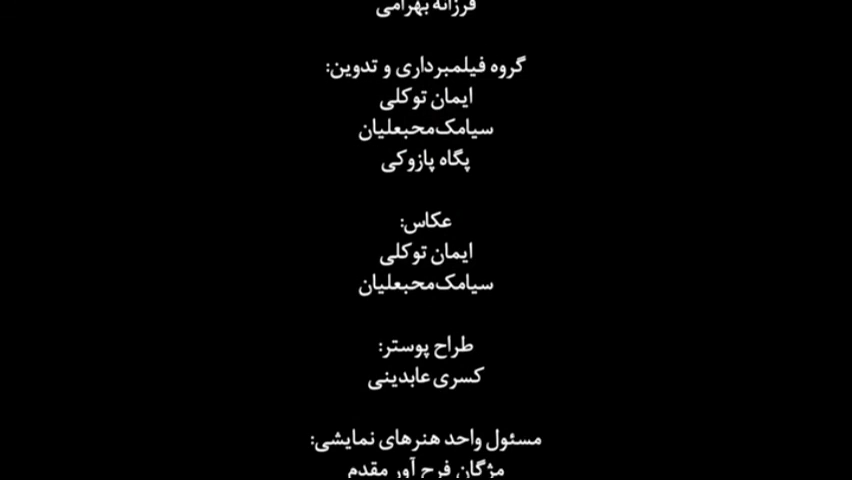 فرزانه بهرامی
گروه فیلمبرداری و تدوین:
ایمان توکلی
سیامک‌محبعلیان
پگاه پازوکی
عکاس:
ایمان توکلی
سیامک‌محبعلیان
طراح پوستر:
کسری عابدینی
مسئول واحد هنرهای نمایشی:
مژگان فرح آور مقدم